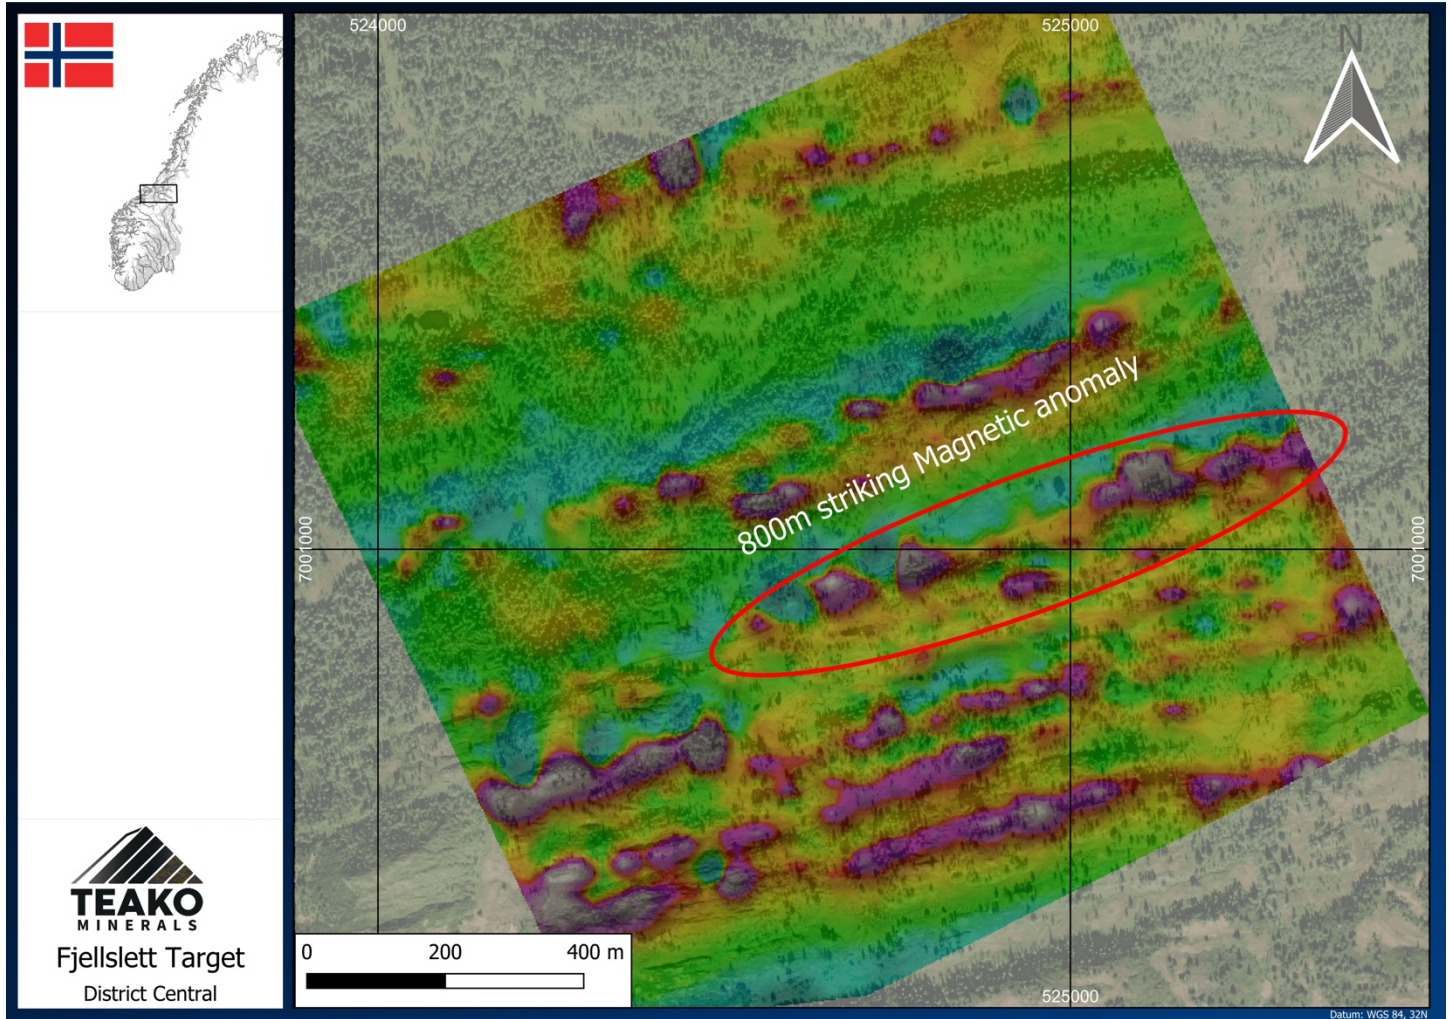 524000
525000
N
800m striking Magnetic anomaly
7001000
7001000
TEAKO
MINERALS
Fjellslett Target
District Central
0 200 400 m
525000
Datum: WGS 84, 32N